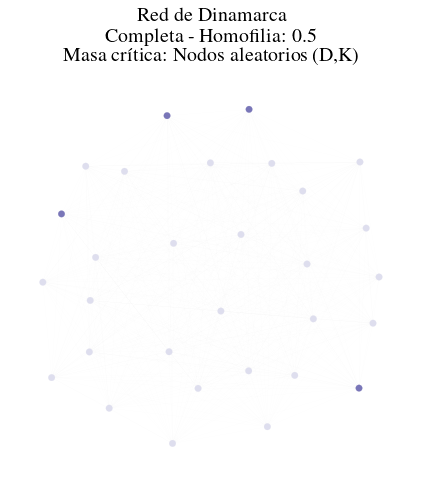 Red de Dinamarca
Completa - Homofilia: 0.5
Masa crítica: Nodos aleatorios (D,K)